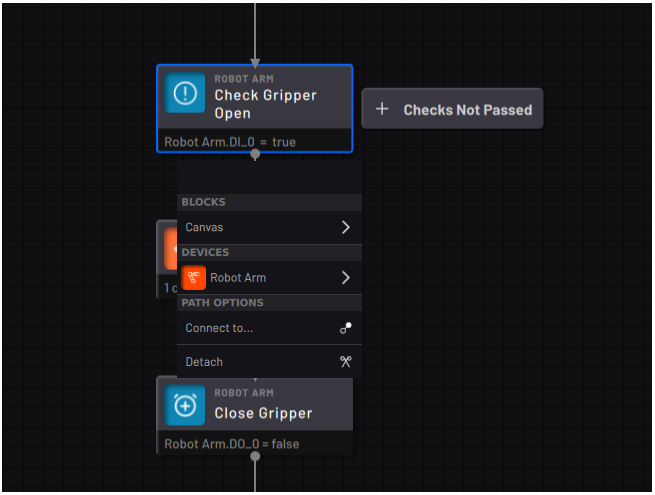 ROBOT ARM
Check Gripper
Open
Robot Arm.DI_0 = true
+ Checks Not Passed
BLOCKS
Canvas
DEVICES
Robot Arm
PATH OPTIONS
Connect to...
Detach
ROBOT ARM
Close Gripper
Robot Arm.DO_0 = false